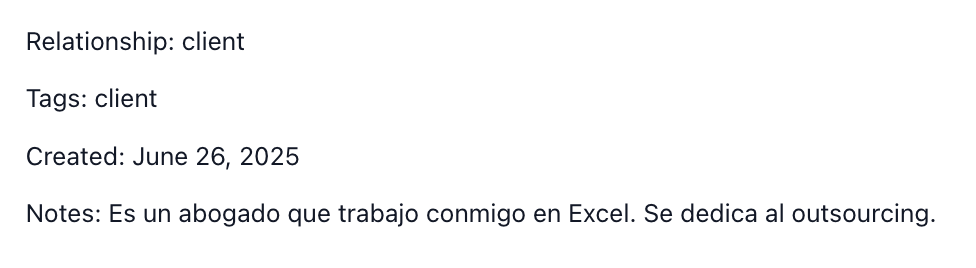 Relationship: client
Tags: client
Created: June 26, 2025
Notes: Es un abogado que trabajo conmigo en Excel. Se dedica al outsourcing.